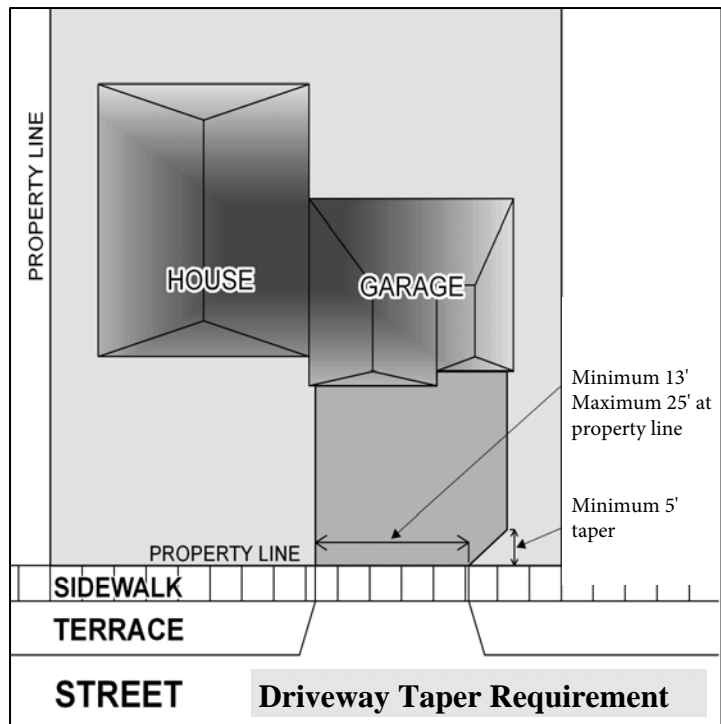 PROPERTY LINE
HOUSE
GARAGE
Minimum 13'
Maximum 25' at
property line
Minimum 5'
taper
PROPERTY LINE
SIDEWALK
TERRACE
STREET
Driveway Taper Requirement